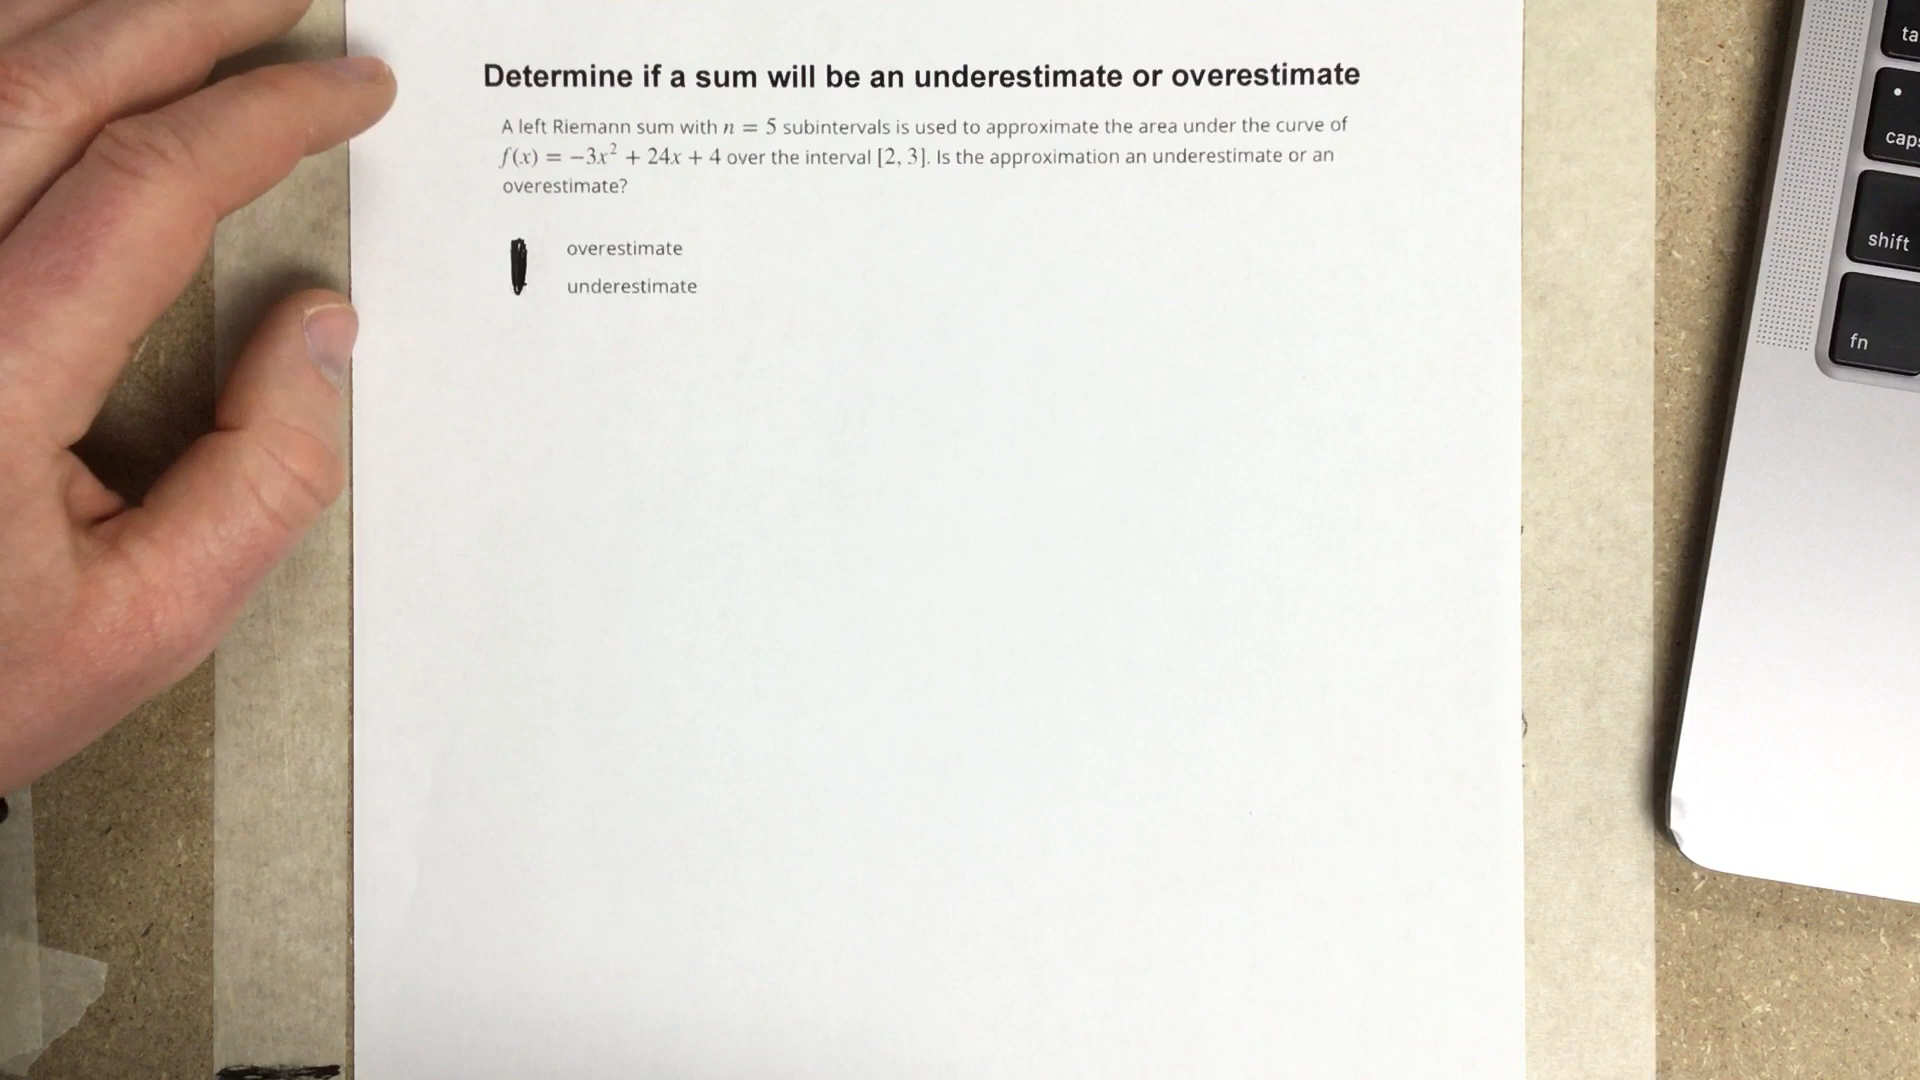 Determine if a sum will be an underestimate or overestimate
A left Riemann sum with n = 5 subintervals is used to approximate the area under the curve of
f(x) = −3x² + 24x + 4 over the interval [2, 3]. Is the approximation an underestimate or an
overestimate?
overestimate
underestimate
ta
caps
shift
fn